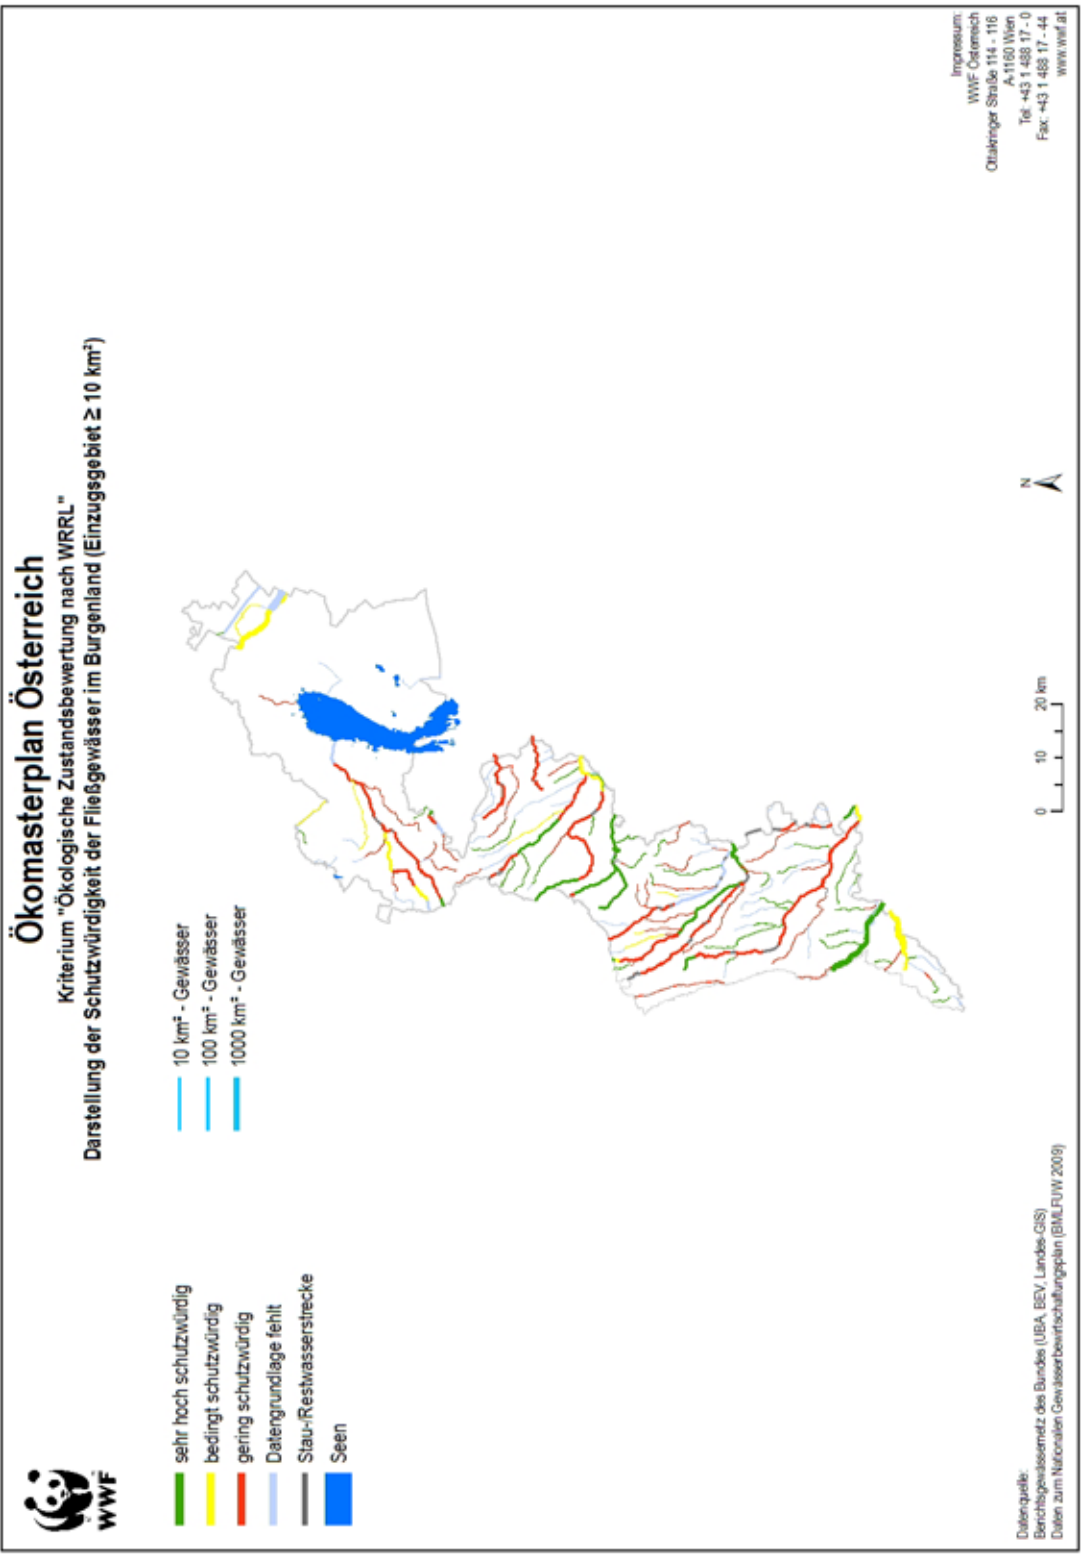 Ökomasterplan Österreich
Kriterium "Ökologische Zustandsbewertung nach WRRL"
Darstellung der Schutzwürdigkeit der Fließgewässer im Burgenland (Einzugsgebiet ≥ 10 km²)
WWF
sehr hoch schutzwürdig
bedingt schutzwürdig
gering schutzwürdig
Datengrundlage fehlt
Stau-/Restwasserstrecke
Seen
10 km² - Gewässer
100 km² - Gewässer
1000 km² - Gewässer
N
0 10 20 km
Datenquelle:
Berichtsgewässernetz des Bundes (UBA, BEV, Landes-GIS)
Daten zum Nationalen Gewässerbewirtschaftungsplan (BMLFUW 2009)
Impressum:
WWF Österreich
Ottakringer Straße 114 - 116
A-1160 Wien
Tel: +43 1 488 17 - 0
Fax: +43 1 488 17 - 44
www.wwf.at